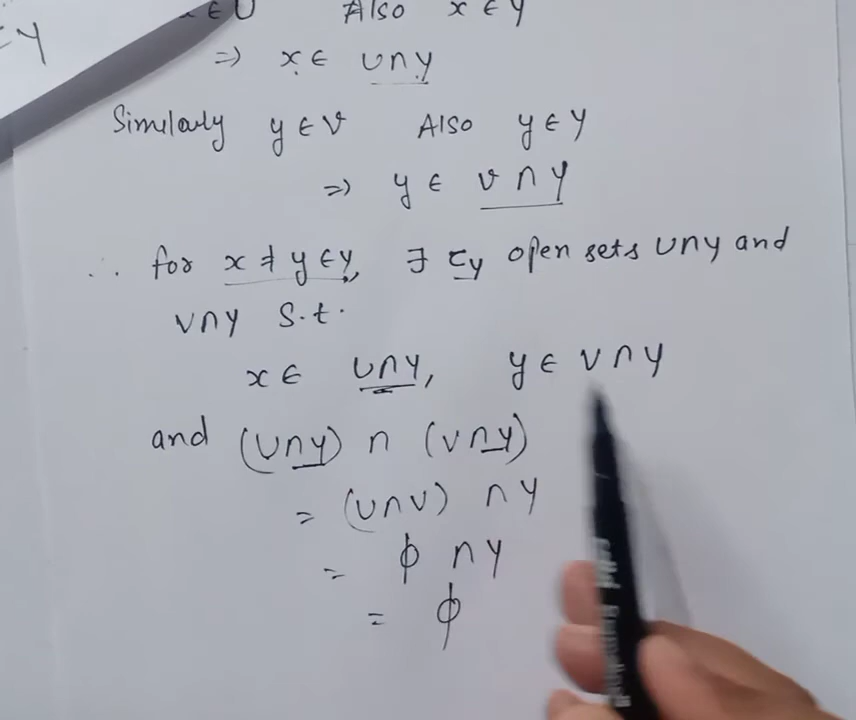 x ∈ U Also x ∈ Y
∈ Y
⇒ x ∈ U∩Y
Similarly y ∈ V Also y ∈ Y
⇒ y ∈ V ∩ Y
∴ for x ≠ y ∈ Y, ∃ τy open sets U∩Y and
V∩Y s.t.
x ∈ U∩Y, y ∈ V∩Y
and (U∩Y) ∩ (V∩Y)
= (U∩V) ∩Y
= ϕ ∩Y
= ϕ